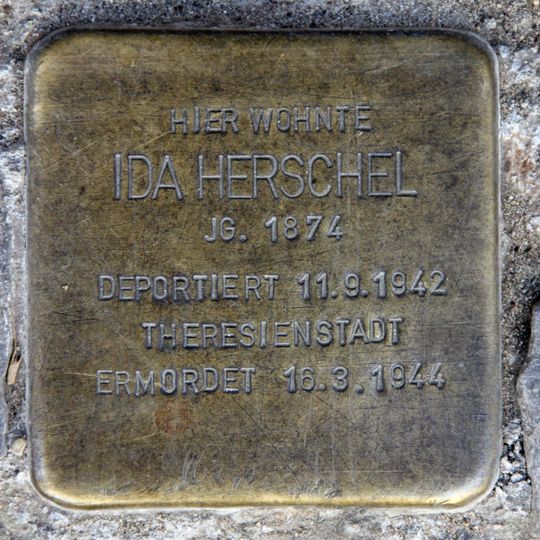 HIER WOHNTE
IDA HERSCHEL
JG. 1874
DEPORTIERT 11.9.1942
THERESIENSTADT
ERMORDET 16.3.1944